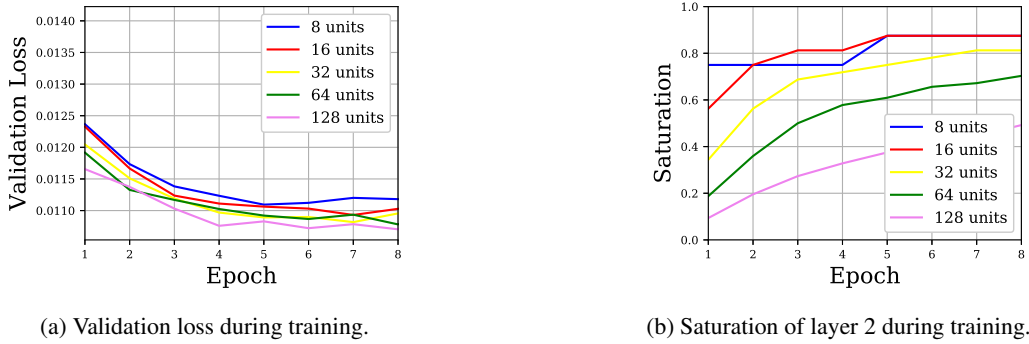 0.0140
0.0135
0.0130
0.0125
0.0120
0.0115
0.0110
Validation Loss
8 units
16 units
32 units
64 units
128 units
1 2 3 4 5 6 7 8
Epoch
(a) Validation loss during training.
1.0
0.8
0.6
0.4
0.2
0.0
Saturation
8 units
16 units
32 units
64 units
128 units
1 2 3 4 5 6 7 8
Epoch
(b) Saturation of layer 2 during training.